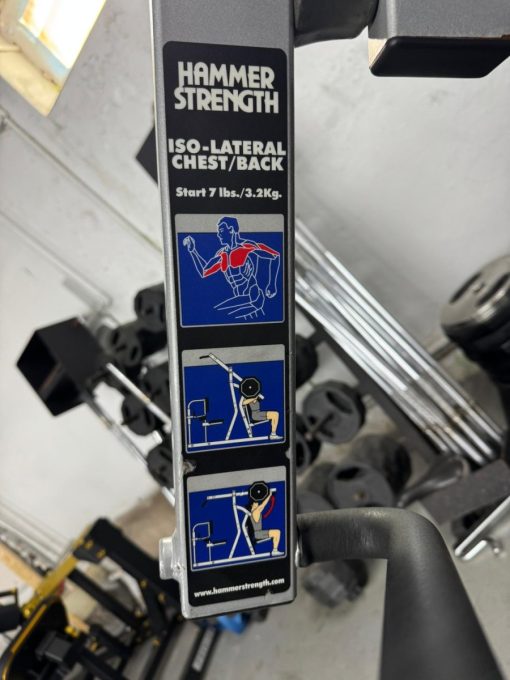 HAMMER
STRENGTH
ISO-LATERAL
CHEST/BACK
Start 7 lbs./3.2Kg.
www.hammerstrength.com